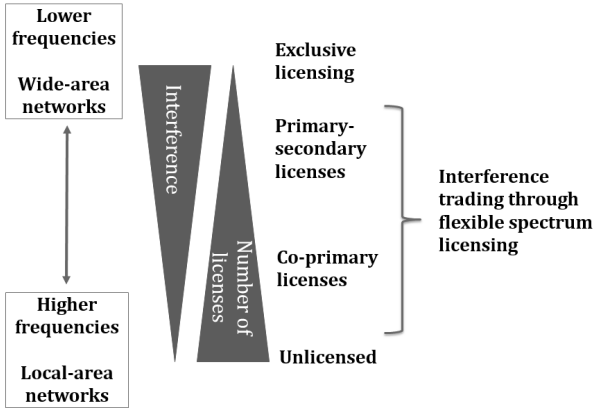 Lower
frequencies
Wide-area
networks
Higher
frequencies
Local-area
networks
Interference
Number of
licenses
Exclusive
licensing
Primary-
secondary
licenses
Co-primary
licenses
Unlicensed
Interference
trading through
flexible spectrum
licensing